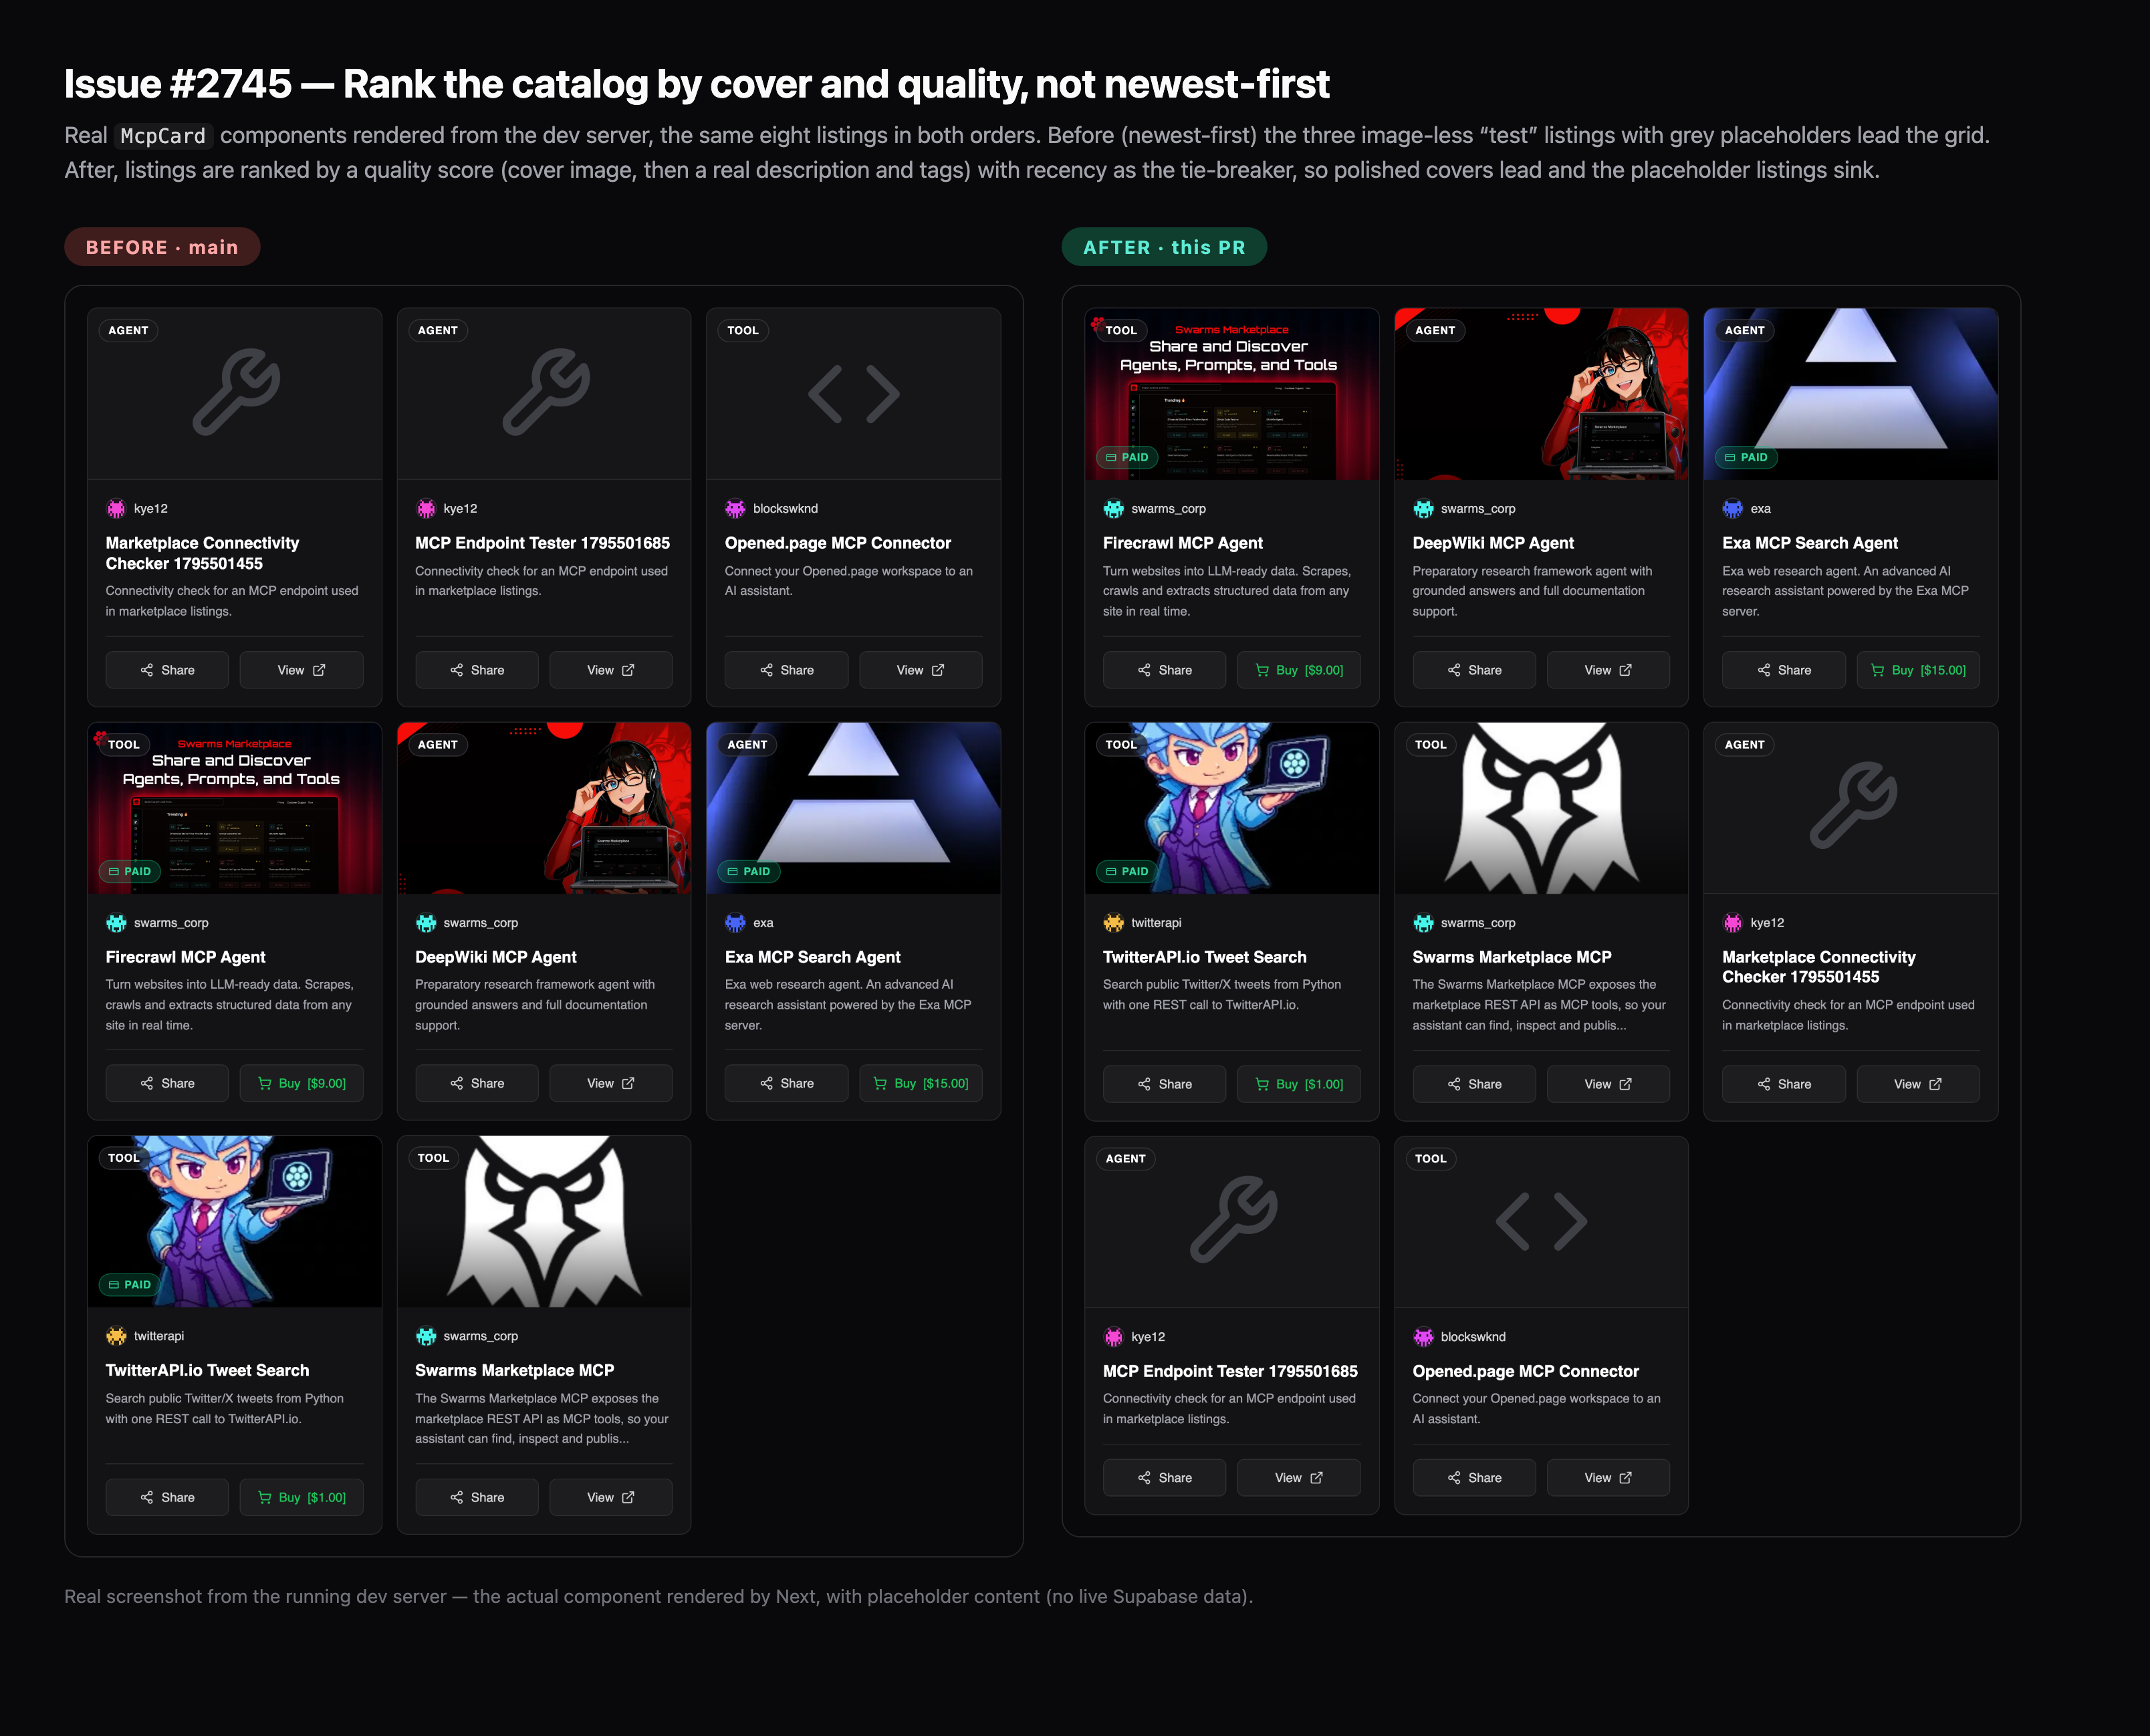 Issue #2745 — Rank the catalog by cover and quality, not newest-first
Real McpCard components rendered from the dev server, the same eight listings in both orders. Before (newest-first) the three image-less “test” listings with grey placeholders lead the grid.
After, listings are ranked by a quality score (cover image, then a real description and tags) with recency as the tie-breaker, so polished covers lead and the placeholder listings sink.
BEFORE · main
AGENT
kye12
Marketplace Connectivity
Checker 1795501455
Connectivity check for an MCP endpoint used
in marketplace listings.
Share
View
AGENT
kye12
MCP Endpoint Tester 1795501685
Connectivity check for an MCP endpoint used
in marketplace listings.
Share
View
TOOL
blockswknd
Opened.page MCP Connector
Connect your Opened.page workspace to an
AI assistant.
Share
View
TOOL
Swarms Marketplace
Share and Discover
Agents, Prompts, and Tools
Trending
PAID
swarms_corp
Firecrawl MCP Agent
Turn websites into LLM-ready data. Scrapes,
crawls and extracts structured data from any
site in real time.
Share
Buy [$9.00]
AGENT
Swarms Marketplace
swarms_corp
DeepWiki MCP Agent
Preparatory research framework agent with
grounded answers and full documentation
support.
Share
View
AGENT
PAID
exa
Exa MCP Search Agent
Exa web research agent. An advanced AI
research assistant powered by the Exa MCP
server.
Share
Buy [$15.00]
TOOL
PAID
twitterapi
TwitterAPI.io Tweet Search
Search public Twitter/X tweets from Python
with one REST call to TwitterAPI.io.
Share
Buy [$1.00]
TOOL
swarms_corp
Swarms Marketplace MCP
The Swarms Marketplace MCP exposes the
marketplace REST API as MCP tools, so your
assistant can find, inspect and publis...
Share
View
AFTER · this PR
TOOL
Swarms Marketplace
Share and Discover
Agents, Prompts, and Tools
Trending
PAID
swarms_corp
Firecrawl MCP Agent
Turn websites into LLM-ready data. Scrapes,
crawls and extracts structured data from any
site in real time.
Share
Buy [$9.00]
AGENT
Swarms Marketplace
swarms_corp
DeepWiki MCP Agent
Preparatory research framework agent with
grounded answers and full documentation
support.
Share
View
AGENT
PAID
exa
Exa MCP Search Agent
Exa web research agent. An advanced AI
research assistant powered by the Exa MCP
server.
Share
Buy [$15.00]
TOOL
PAID
twitterapi
TwitterAPI.io Tweet Search
Search public Twitter/X tweets from Python
with one REST call to TwitterAPI.io.
Share
Buy [$1.00]
TOOL
swarms_corp
Swarms Marketplace MCP
The Swarms Marketplace MCP exposes the
marketplace REST API as MCP tools, so your
assistant can find, inspect and publis...
Share
View
AGENT
kye12
Marketplace Connectivity
Checker 1795501455
Connectivity check for an MCP endpoint used
in marketplace listings.
Share
View
AGENT
kye12
MCP Endpoint Tester 1795501685
Connectivity check for an MCP endpoint used
in marketplace listings.
Share
View
TOOL
blockswknd
Opened.page MCP Connector
Connect your Opened.page workspace to an
AI assistant.
Share
View
Real screenshot from the running dev server — the actual component rendered by Next, with placeholder content (no live Supabase data).